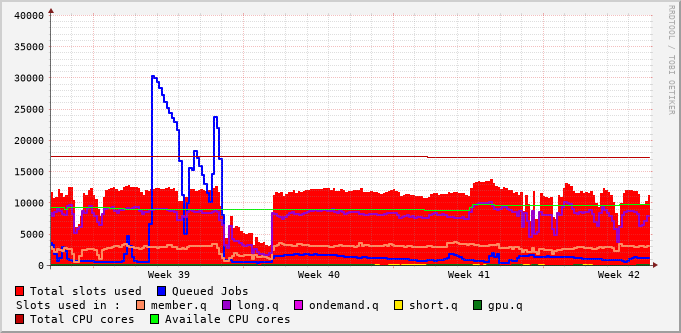 40000
35000
30000
25000
20000
15000
10000
5000
0
Week 39 Week 40 Week 41 Week 42
RRDTOOL / TOBI OETIKER
Total slots used Queued Jobs
Slots used in : member.q long.q ondemand.q short.q gpu.q
Total CPU cores Availale CPU cores